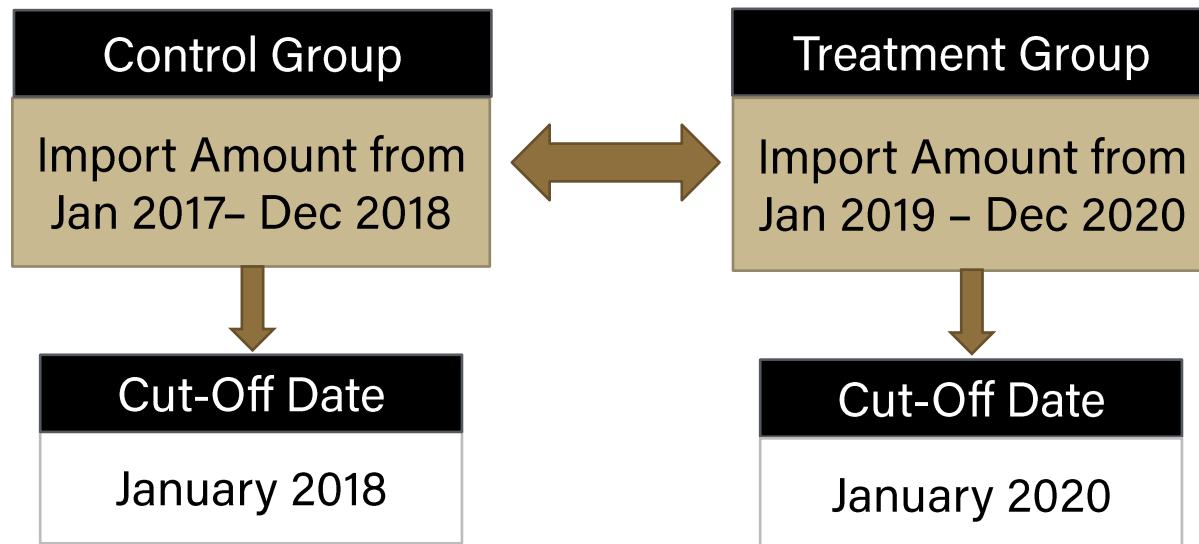 Control Group
Import Amount from
Jan 2017– Dec 2018
Cut-Off Date
January 2018
Treatment Group
Import Amount from
Jan 2019 – Dec 2020
Cut-Off Date
January 2020